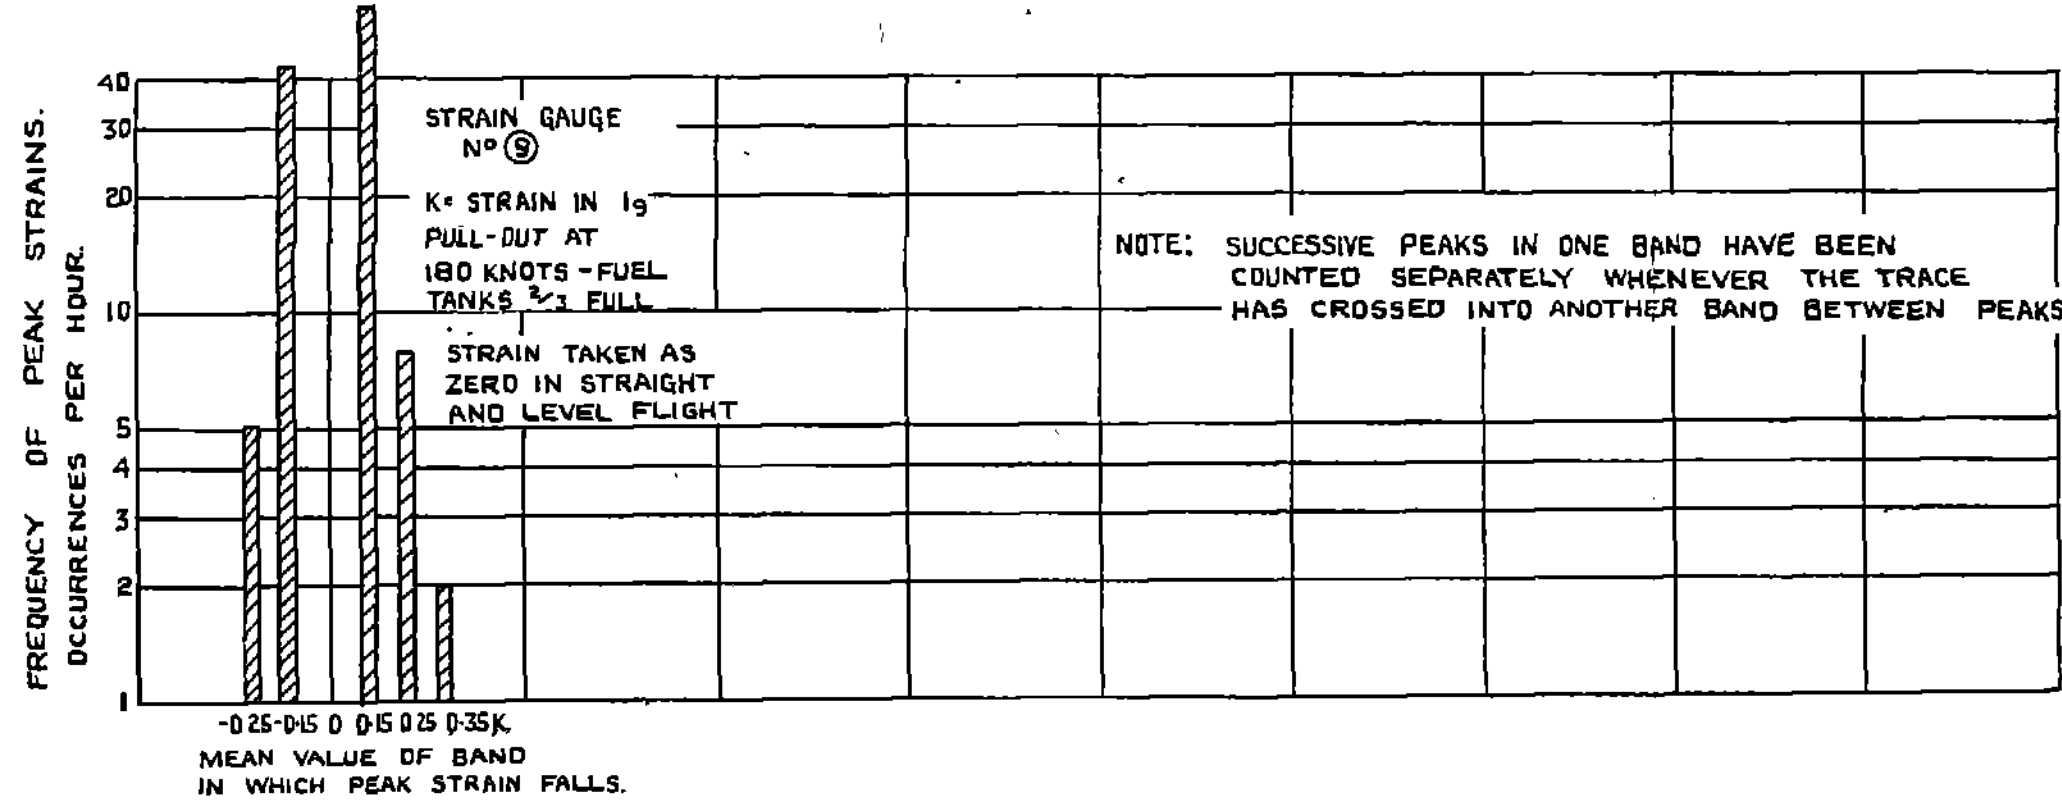 FREQUENCY OF PEAK STRAINS.
OCCURRENCES PER HOUR.
40
30
20
10
5
4
3
2
1
STRAIN GAUGE
Nº 9
K= STRAIN IN 1g
PULL-OUT AT
180 KNOTS - FUEL
TANKS 2/3 FULL
STRAIN TAKEN AS
ZERO IN STRAIGHT
AND LEVEL FLIGHT
NOTE: SUCCESSIVE PEAKS IN ONE BAND HAVE BEEN
COUNTED SEPARATELY WHENEVER THE TRACE
HAS CROSSED INTO ANOTHER BAND BETWEEN PEAKS
-0 25 -0·15 0 0·15 0 25 0·35K
MEAN VALUE OF BAND
IN WHICH PEAK STRAIN FALLS.